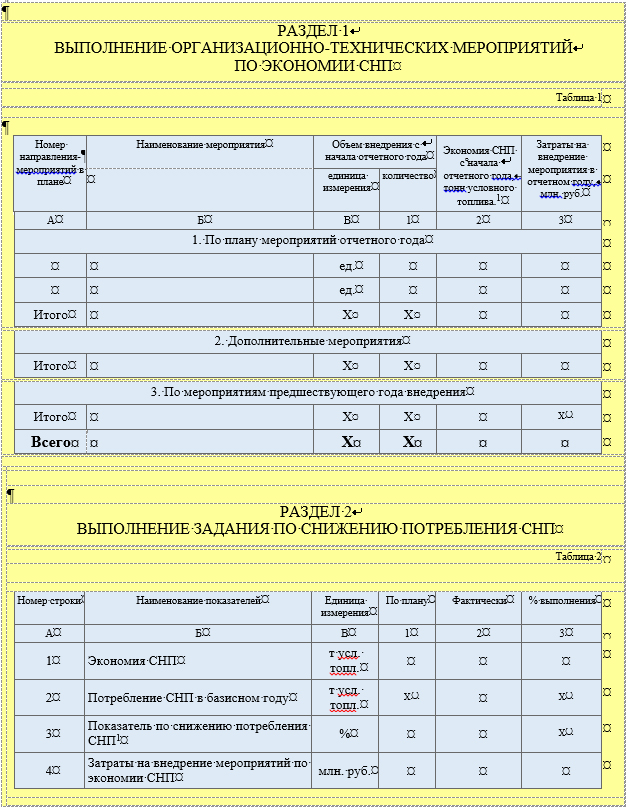 РАЗДЕЛ 1
ВЫПОЛНЕНИЕ ОРГАНИЗАЦИОННО-ТЕХНИЧЕСКИХ МЕРОПРИЯТИЙ
ПО ЭКОНОМИИ СНП
Таблица 1
Номер направления мероприятий в плане
Наименование мероприятия
Объем внедрения с начала отчетного года
Экономия СНП с начала отчетного года, тонн условного топлива.1
Затраты на внедрение мероприятия в отчетном году, млн. руб.
единица измерения
количество
А Б В 1 2 3
1. По плану мероприятий отчетного года
ед.
ед.
Итого Х Х
2. Дополнительные мероприятия
Итого Х Х
3. По мероприятиям предшествующего года внедрения
Итого Х Х Х
Всего Х Х
РАЗДЕЛ 2
ВЫПОЛНЕНИЕ ЗАДАНИЯ ПО СНИЖЕНИЮ ПОТРЕБЛЕНИЯ СНП
Таблица 2
Номер строки Наименование показателей Единица измерения По плану Фактически % выполнения
А Б В 1 2 3
1 Экономия СНП т усл. топл.
2 Потребление СНП в базисном году т усл. топл. Х Х
3 Показатель по снижению потребления СНП1 % Х
4 Затраты на внедрение мероприятий по экономии СНП млн. руб.